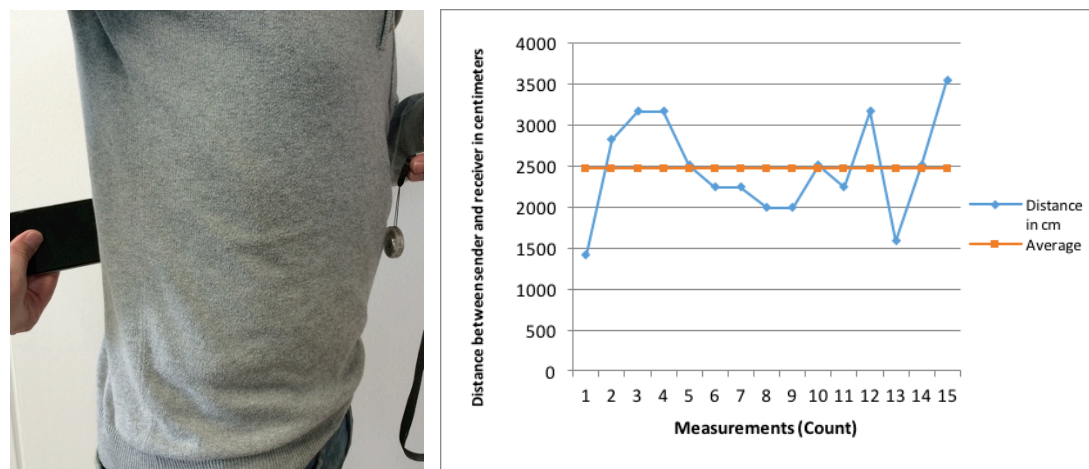 Distance between sender and receiver in centimeters
4000
3500
3000
2500
2000
1500
1000
500
0
1 2 3 4 5 6 7 8 9 10 11 12 13 14 15
Measurements (Count)
Distance
in cm
Average